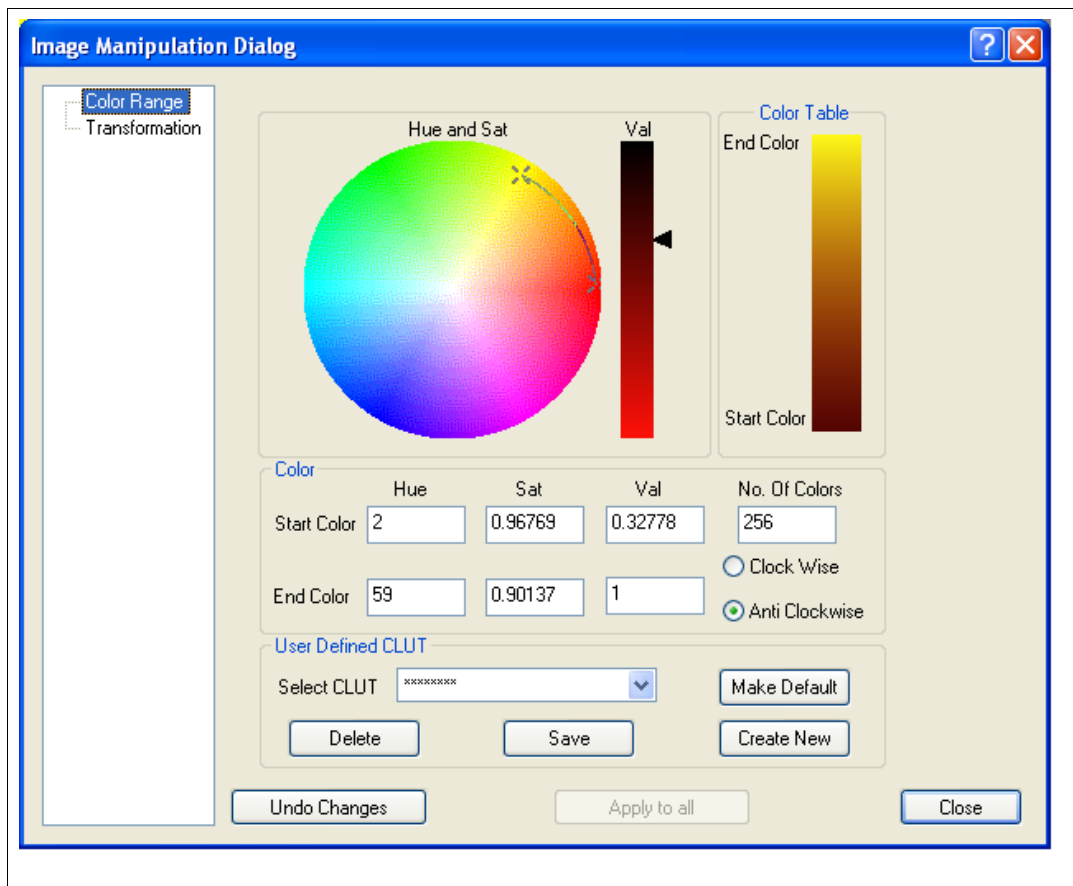 Image Manipulation Dialog
Color Range
Transformation
Hue and Sat
Val
Color Table
End Color
Start Color
Color
Hue Sat Val No. Of Colors
Start Color 2 0.96769 0.32778 256
Clock Wise
End Color 59 0.90137 1
Anti Clockwise
User Defined CLUT
Select CLUT ******** Make Default
Delete Save Create New
Undo Changes Apply to all Close